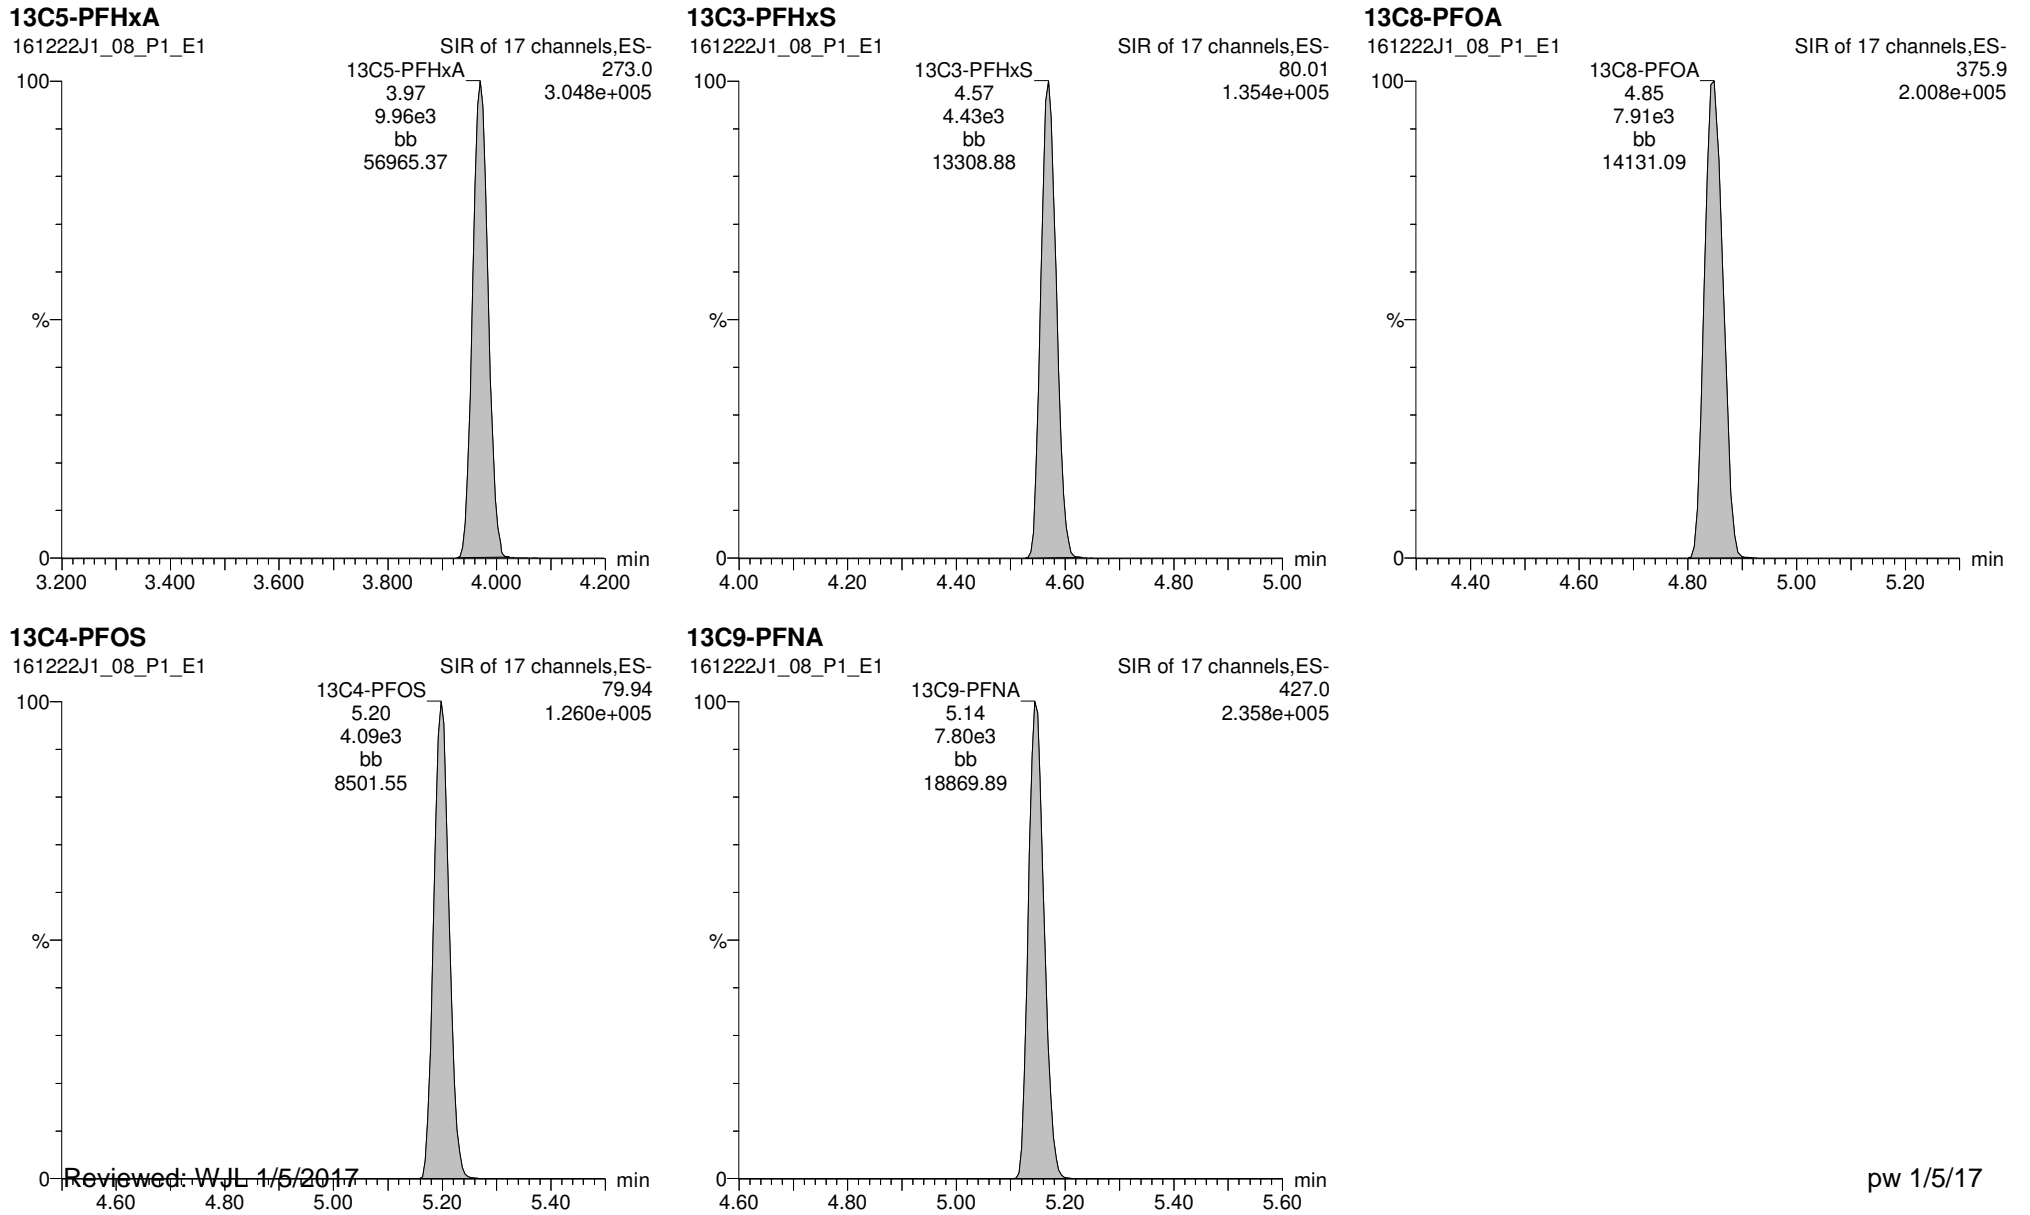 13C5-PFHxA
161222J1_08_P1_E1
SIR of 17 channels,ES-
273.0
3.048e+005
13C5-PFHxA
3.97
9.96e3
bb
56965.37
100
%
0
min
3.200 3.400 3.600 3.800 4.000 4.200
13C3-PFHxS
161222J1_08_P1_E1
SIR of 17 channels,ES-
80.01
1.354e+005
13C3-PFHxS
4.57
4.43e3
bb
13308.88
100
%
0
min
4.00 4.20 4.40 4.60 4.80 5.00
13C8-PFOA
161222J1_08_P1_E1
SIR of 17 channels,ES-
375.9
2.008e+005
13C8-PFOA
4.85
7.91e3
bb
14131.09
100
%
0
min
4.40 4.60 4.80 5.00 5.20
13C4-PFOS
161222J1_08_P1_E1
SIR of 17 channels,ES-
79.94
1.260e+005
13C4-PFOS
5.20
4.09e3
bb
8501.55
100
%
0
min
4.60 4.80 5.00 5.20 5.40
13C9-PFNA
161222J1_08_P1_E1
SIR of 17 channels,ES-
427.0
2.358e+005
13C9-PFNA
5.14
7.80e3
bb
18869.89
100
%
0
min
4.60 4.80 5.00 5.20 5.40 5.60
Reviewed: WJL 1/5/2017
pw 1/5/17